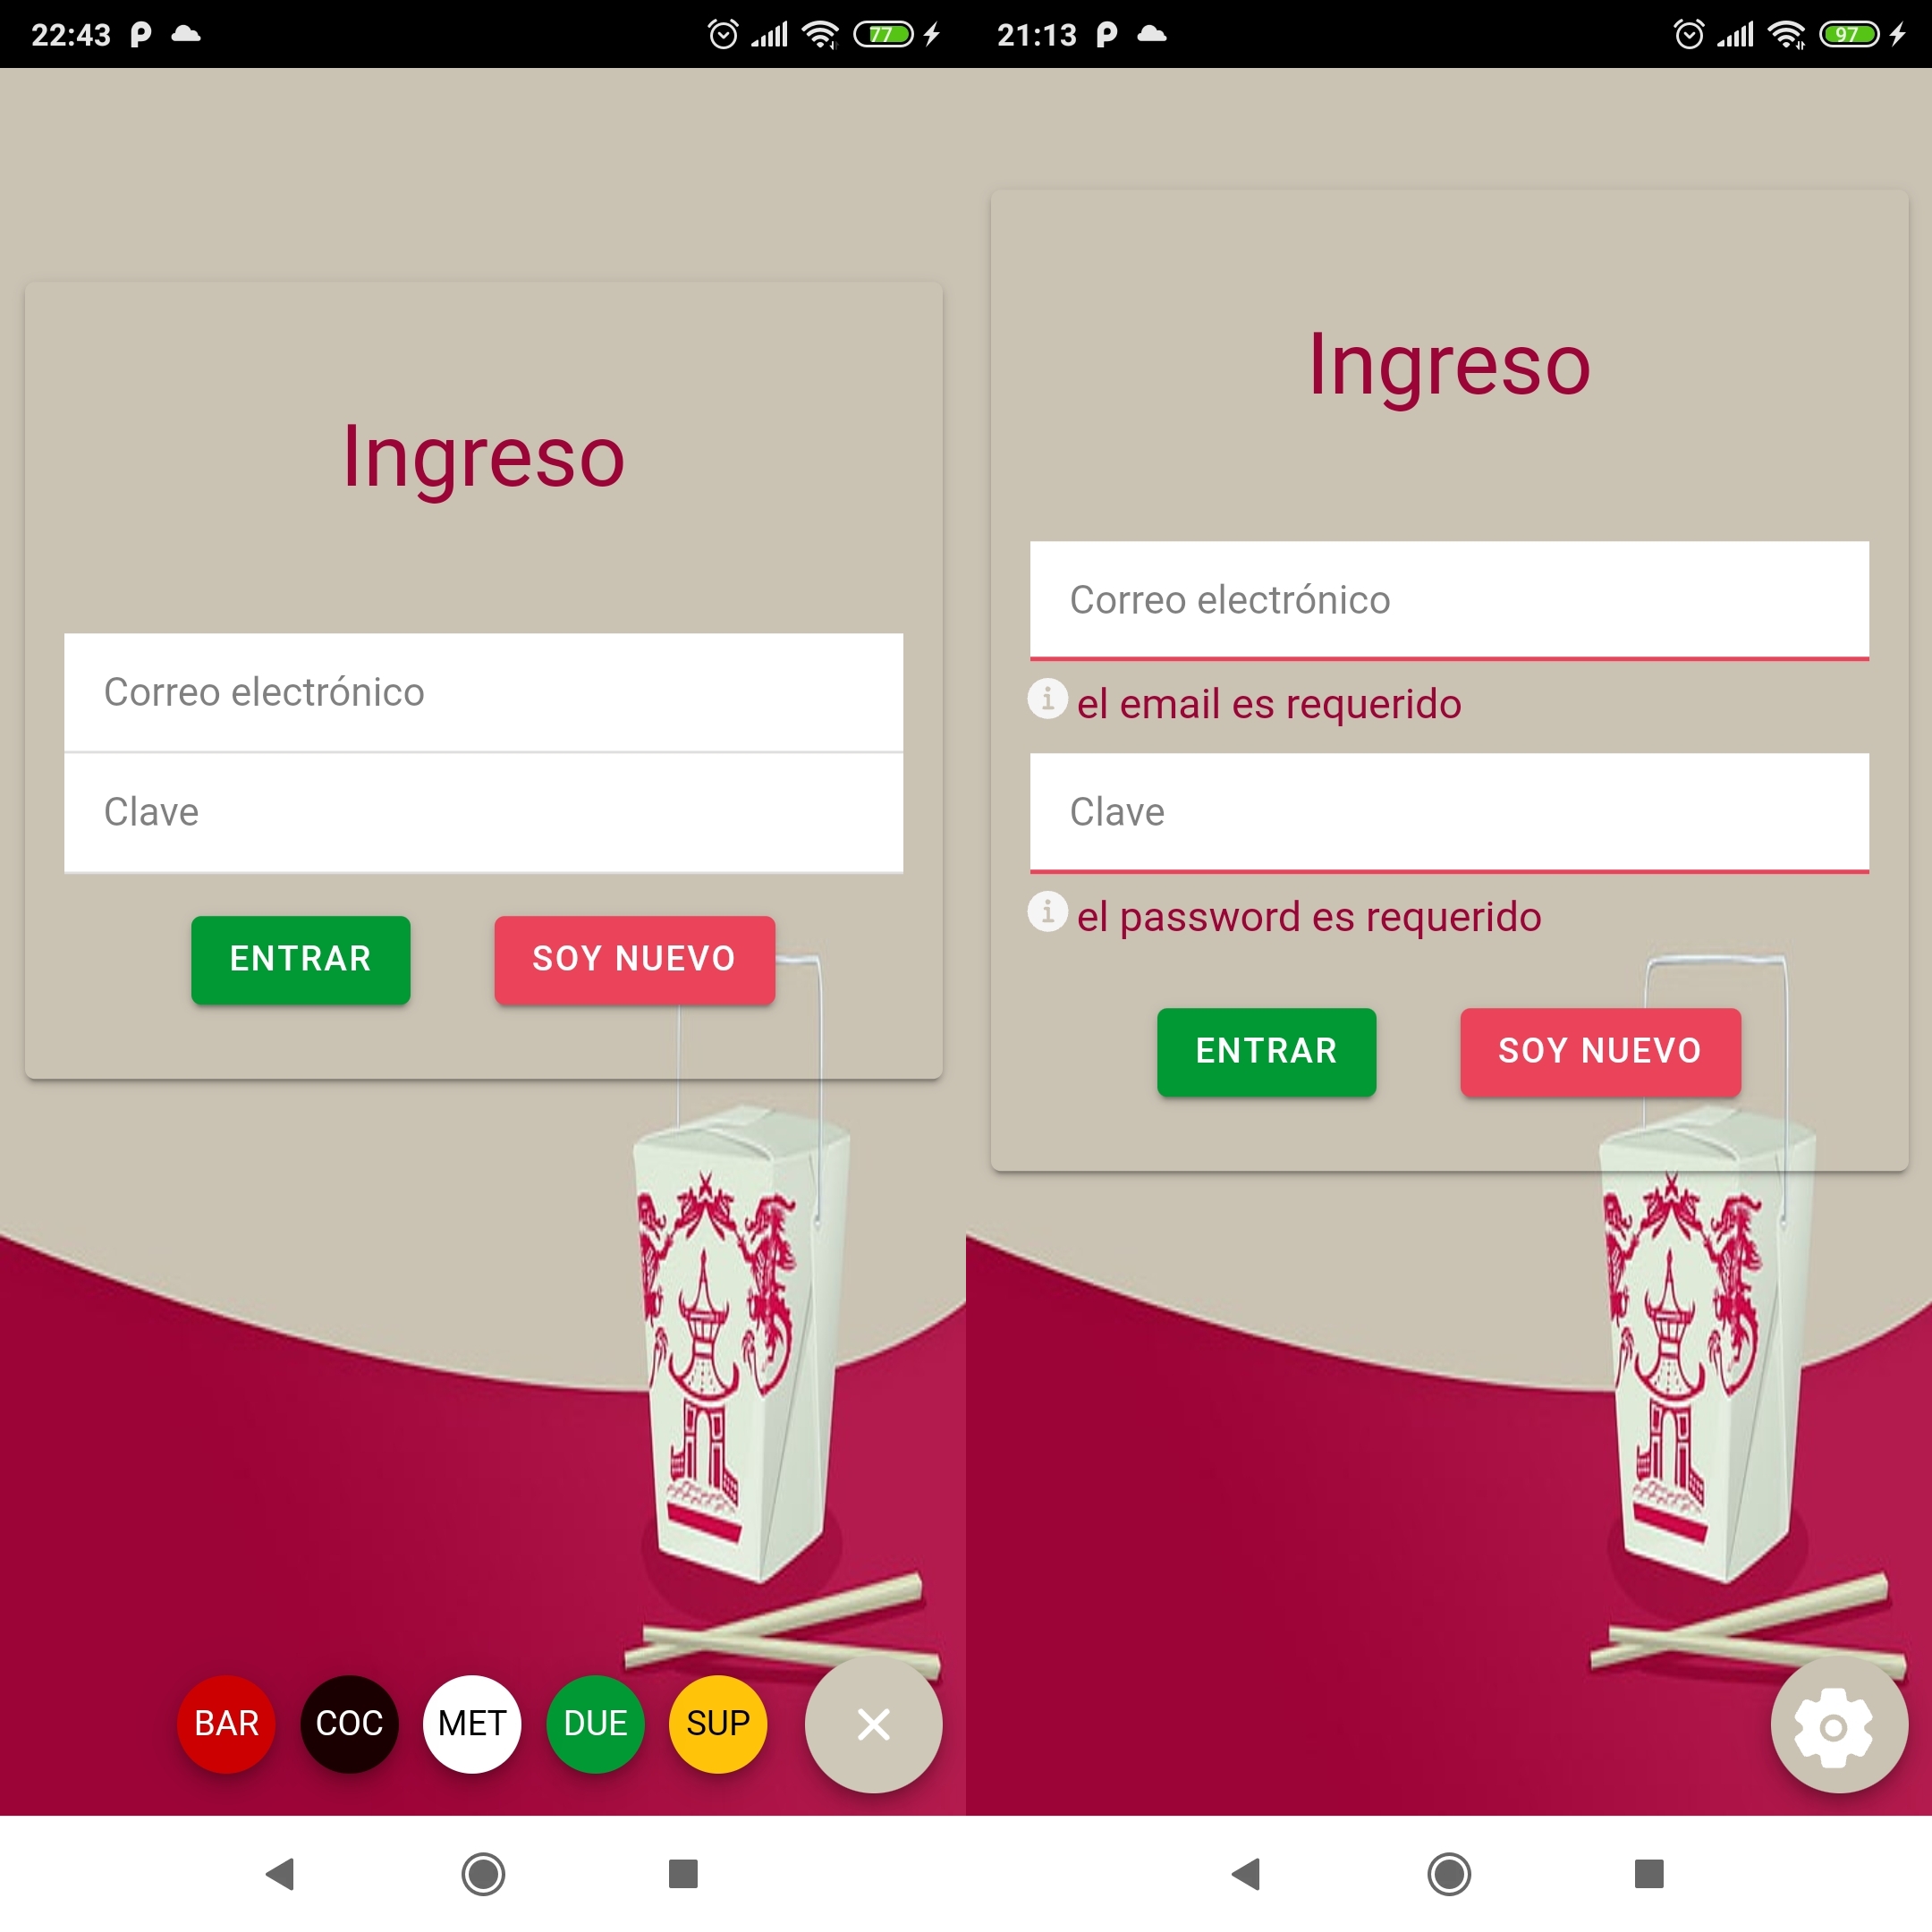 22:43
77
Ingreso
Correo electrónico
Clave
ENTRAR
SOY NUEVO
BAR
COC
MET
DUE
SUP
21:13
97
Ingreso
Correo electrónico
el email es requerido
Clave
el password es requerido
ENTRAR
SOY NUEVO